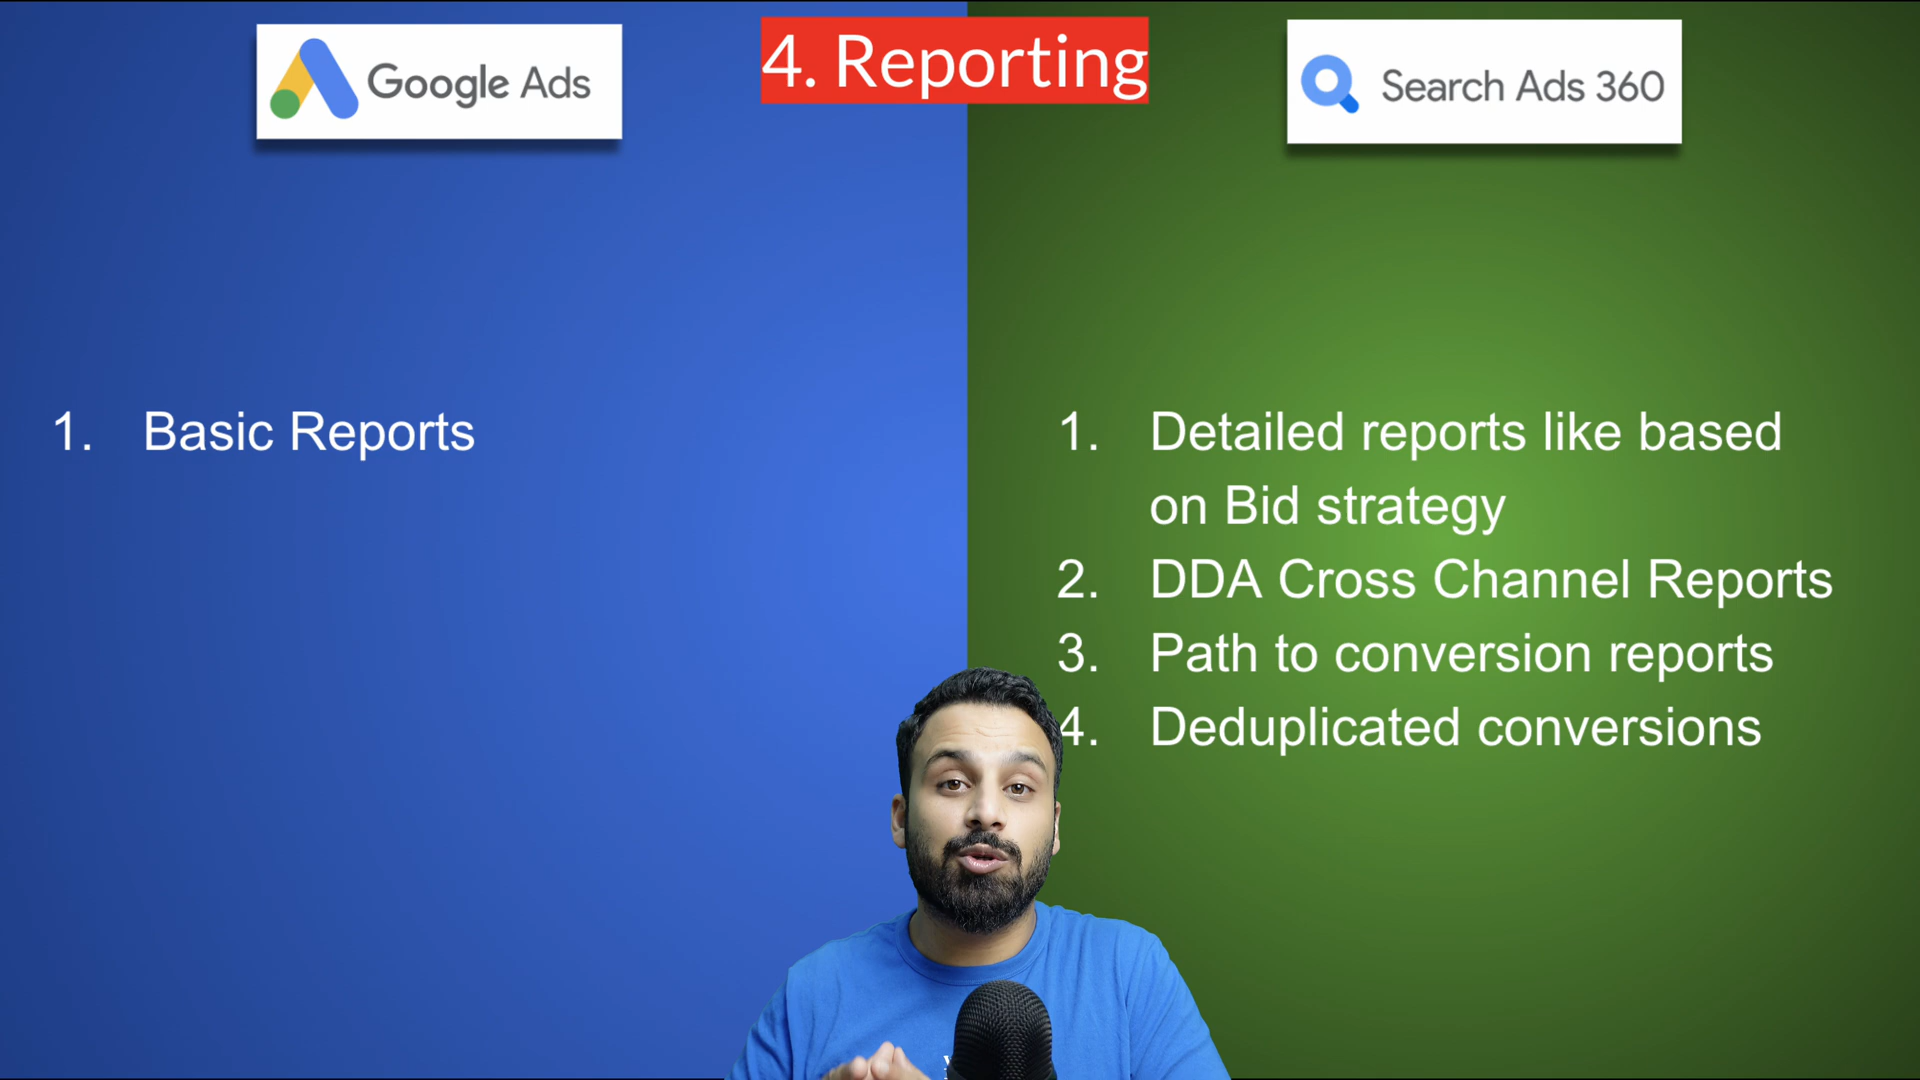 Google Ads
4. Reporting
Search Ads 360
1. Basic Reports
1. Detailed reports like based
on Bid strategy
2. DDA Cross Channel Reports
3. Path to conversion reports
4. Deduplicated conversions